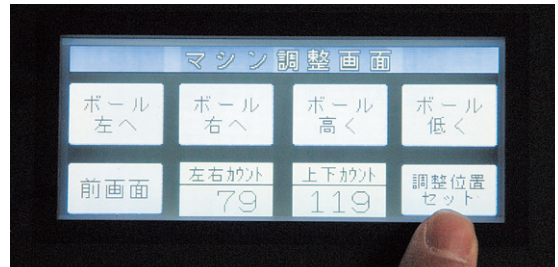 マシン調整画面
ボール
左へ
ボール
右へ
ボール
高く
ボール
低く
前画面
左右カウント
79
上下カウント
119
調整位置
セット